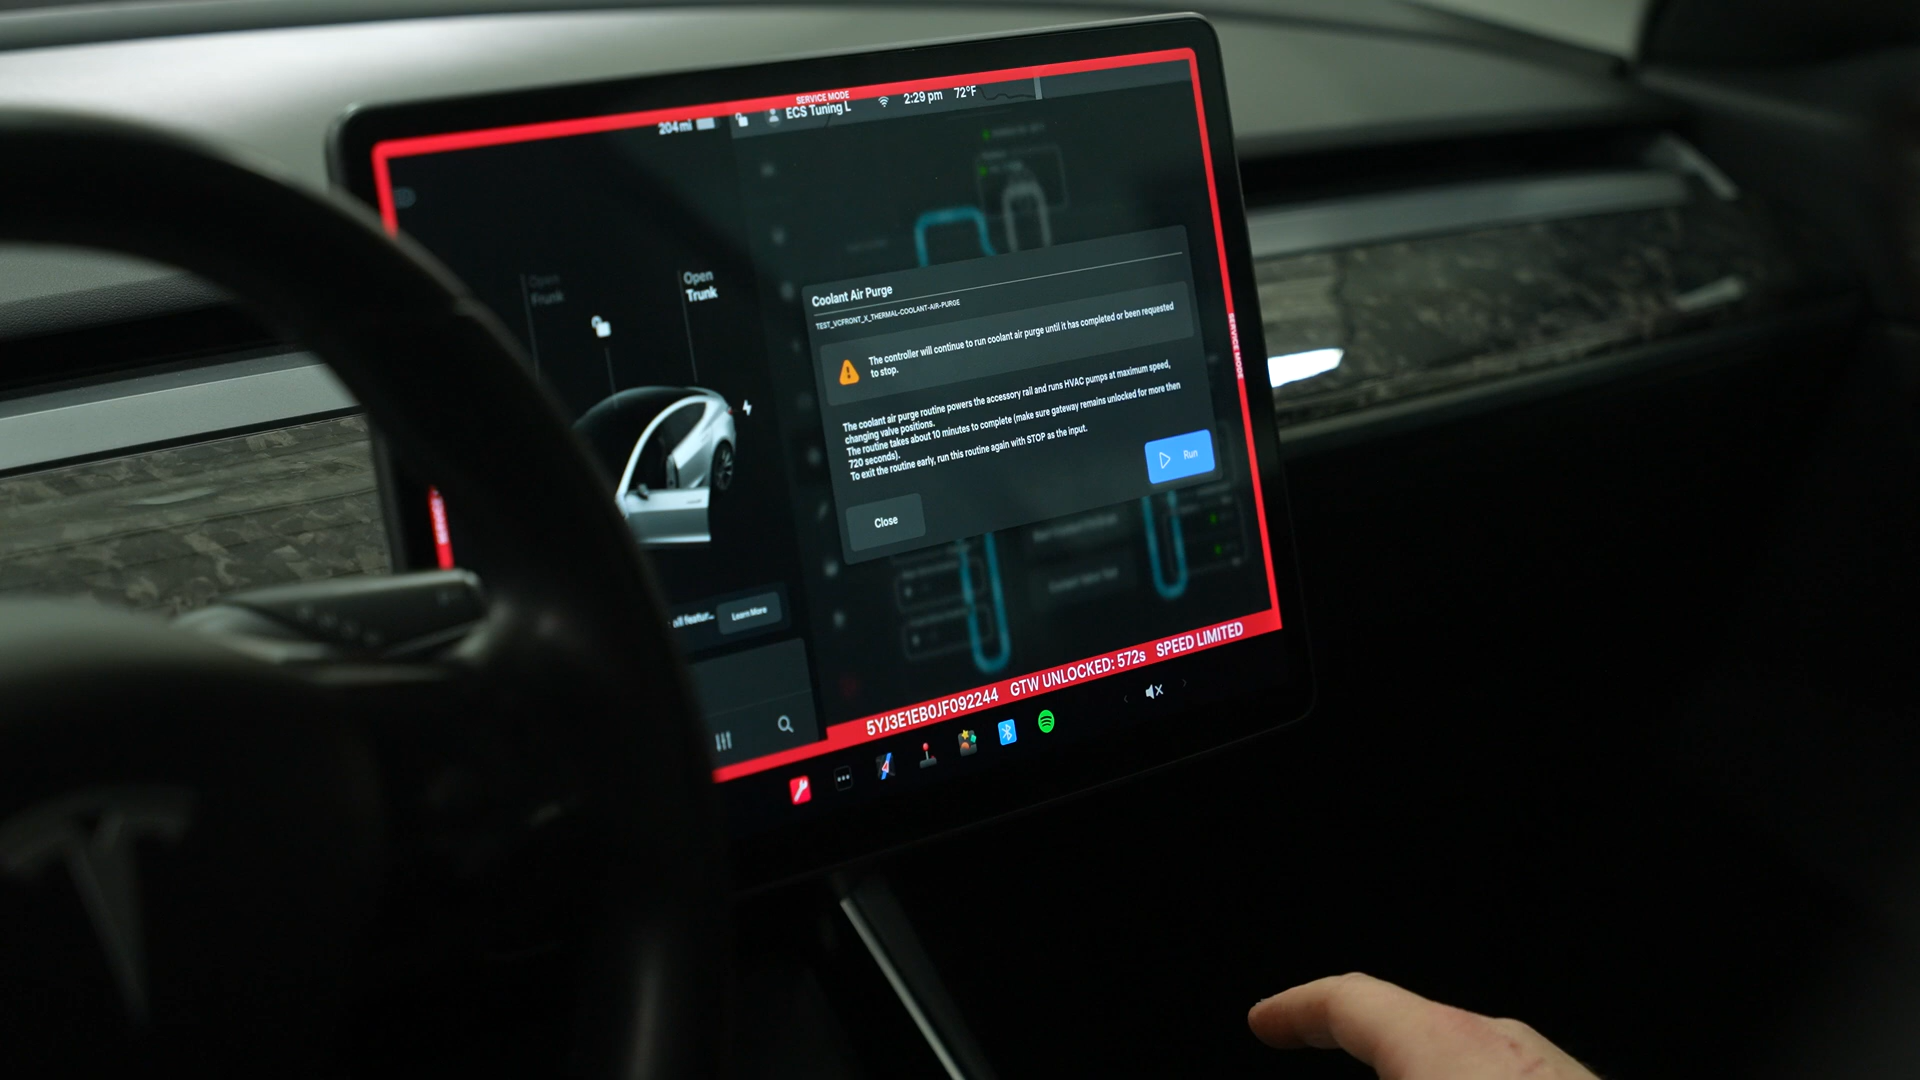 SERVICE MODE
204 mi
ECS Tuning L
2:29 pm
72°F
Open
Frunk
Open
Trunk
Coolant Air Purge
TEST_VCFRONT_X_THERMAL-COOLANT-AIR-PURGE
The controller will continue to run coolant air purge until it has completed or been requested
to stop.
The coolant air purge routine powers the accessory rail and runs HVAC pumps at maximum speed,
changing valve positions.
The routine takes about 10 minutes to complete (make sure gateway remains unlocked for more then
720 seconds).
To exit the routine early, run this routine again with STOP as the input.
Run
Close
SERVICE MODE
Learn More
5YJ3E1EB0JF092244 GTW UNLOCKED: 572s SPEED LIMITED